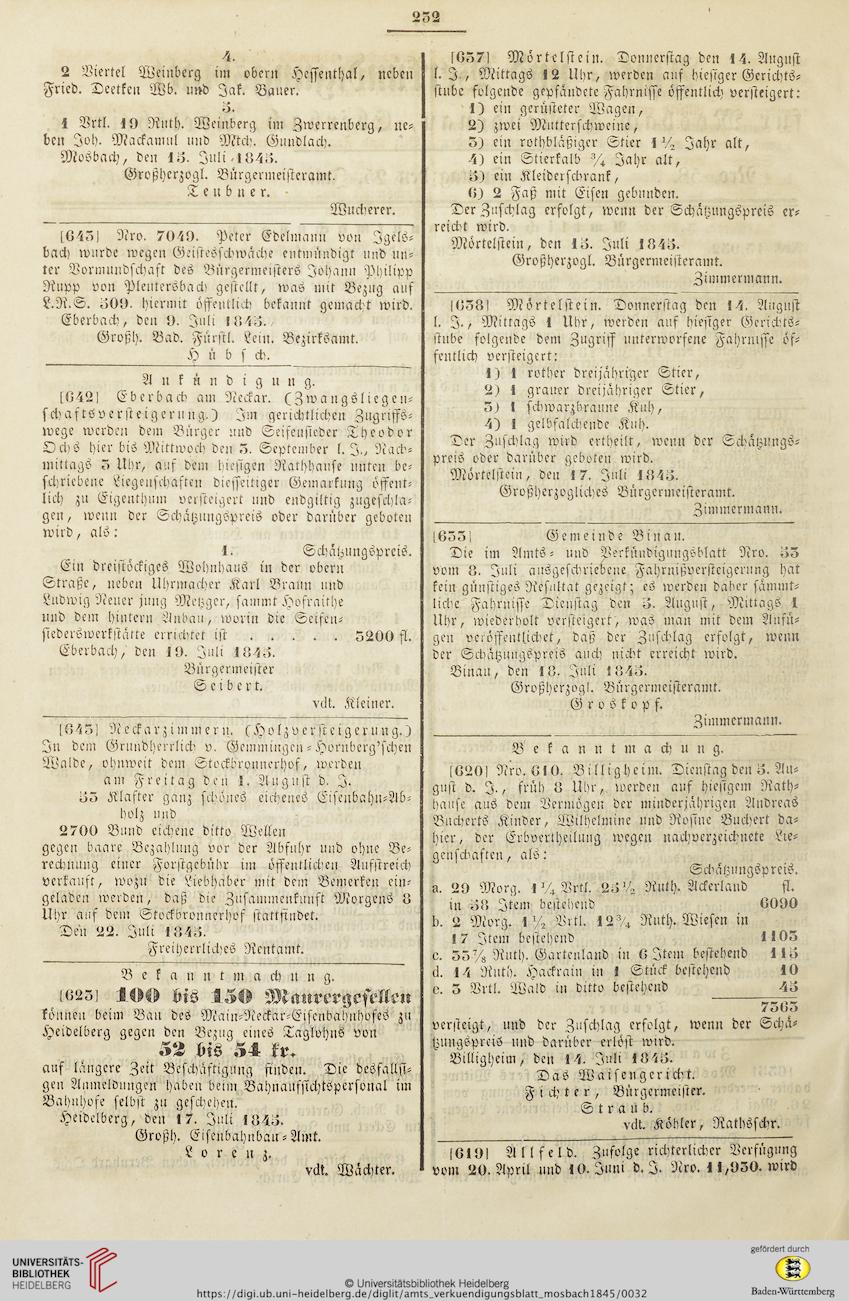 232
4.
2 Viertel Weinberg im obern Hessenthal, neben
Fried. Deetken Wb. und Jak. Bauer.
5.
1 Vrtl. 19 Ruth. Weinberg im Zwerrenberg, ne-
ben Joh. Mackamul und Mtch. Gundlach.
Mosbach, den 15. Juli 1845.
Großherzogl. Bürgermeisteramt.
Teubner.
Wucherer.
[643] Nro. 7049. Peter Edelmann von Igels-
bach wurde wegen Geistesschwäche entmündigt und un-
ter Vormundschaft des Bürgermeisters Johann Philipp
Rupp von Pleutersbach gestellt, was mit Bezug auf
L.R.S. 509. hiermit öffentlich bekannt gemacht wird.
Eberbach, den 9. Juli 1845.
Großh. Bad. Fürstl. Lein. Bezirksamt.
Hübsch.
Ankündigung.
[642] Eberbach am Neckar. (Zwangsliegen-
schaftsversteigerung.) Im gerichtlichen Zugriffs-
wege werden dem Bürger und Seifensieder Theodor
Ochs hier bis Mittwoch den 3. September l. J., Nach-
mittags 3 Uhr, auf dem hiesigen Rathhause unten be-
schriebene Liegenschaften diesseitiger Gemarkung öffent-
lich zu Eigenthum versteigert und endgiltig zugeschla-
gen, wenn der Schätzungspreis oder darüber geboten
wird, als:
1. Schätzungspreis.
Ein dreistöckiges Wohnhaus in der obern
Straße, neben Uhrmacher Karl Braun und
Ludwig Neuer jung Metzger, sammt Hofraithe
und dem hintern Anbau, worin die Seifen-
siederswerkstätte errichtet ist . . . . . 3200 fl.
Eberbach, den 19. Juli 1845.
Bürgermeister
Seibert.
vdt. Kleiner.
[645] Neckarzimmern. (Holzversteigerung.)
In dem Grundherrlich v. Gemmingen-Hornberg'schen
Walde, ohnweit dem Stockbronnerhof, werden
am Freitag den 1. August d. J.
55 Klafter ganz schönes eichenes Eisenbahn-Ab-
holz und
2700 Bund eichene ditto Wellen
gegen baare Bezahlung vor der Abfuhr und ohne Be-
rechnung einer Forstgebühr im öffentlichen Aufstreich
verkauft, wozu die Liebhaber mit dem Bemerken ein-
geladen werden, daß die Zusammenkunft Morgens 8
Uhr auf dem Stockbronnerhof stattfindet.
Den 22. Juli 1845.
Freiherrliches Rentamt.
Bekanntmachung.
[625] 100 bis 150 Maurergesellen
können beim Bau des Main-Neckar-Eisenbahnhofes zu
Heidelberg gegen den Bezug eines Taglohns von
52 bis 54 kr.
auf längere Zeit Beschäftigung finden. Die desfallsi-
gen Anmeldungen haben beim Bahnaufsichtspersonal im
Bahnhofe selbst zu geschehen.
Heidelberg, den 17. Juli 1845.
Großh. Eisenbahnbau-Amt.
Lorenz.
vdt. Wächter.
[637] Mörtelstein. Donnerstag den 14. August
l. J., Mittags 12 Uhr, werden auf hiesiger Gerichts-
stube folgende gepfändete Fahrnisse öffentlich versteigert:
1) ein gerüsteter Wagen,
2) zwei Mutterschweine,
3) ein rothbläßiger Stier 1½ Jahr alt,
4) ein Stierkalb ¾ Jahr alt,
5) ein Kleiderschrank,
6) 2 Faß mit Eisen gebunden.
Der Zuschlag erfolgt, wenn der Schätzungspreis er-
reicht wird.
Mörtelstein, den 15. Juli 1845.
Großherzogl. Bürgermeisteramt.
Zimmermann.
[638] Mörtelstein. Donnerstag den 14. August
l. J., Mittags 1 Uhr, werden auf hiesiger Gerichts-
stube folgende dem Zugriff unterworfene Fahrnisse öf-
fentlich versteigert:
1) 1 rother dreijähriger Stier,
2) 1 grauer dreijähriger Stier,
3) 1 schwarzbraune Kuh,
4) 1 gelbfalchende Kuh.
Der Zuschlag wird ertheilt, wenn der Schätzungs-
preis oder darüber geboten wird.
Mörtelstein, den 17. Juli 1845.
Großherzogliches Bürgermeisteramt.
Zimmermann.
[633] Gemeinde Binau.
Die im Amts- und Verkündigungsblatt Nro. 55
vom 8. Juli ausgeschriebene Fahrnißversteigerung hat
kein günstiges Resultat gezeigt; es werden daher sämmt-
liche Fahrnisse Dienstag den 5. August, Mittags 1
Uhr, wiederholt versteigert, was man mit dem Anfü-
gen veröffentlichet, daß der Zuschlag erfolgt, wenn
der Schätzungspreis auch nicht erreicht wird.
Binau, den 18. Juli 1845.
Großherzogl. Bürgermeisteramt.
Groskopf.
Zimmermann.
Bekanntmachung.
[620] Nro. 610. Billigheim. Dienstag den 5. Au-
gust d. J., früh 8 Uhr, werden auf hiesigem Rath-
hause aus dem Vermögen der minderjährigen Andreas
Bucherts Kinder, Wilhelmine und Rosine Buchert da-
hier, der Erbvertheilung wegen nachverzeichnete Lie-
genschaften, als:
Schätzungspreis.
a. 29 Morg. 1¼ Vrtl. 25½ Ruth. Ackerland fl.
in 58 Item bestehend 6090
b. 2 Morg. 1½ Vrtl. 12¾ Ruth. Wiesen in
17 Item bestehend 1105
c. 35⅞ Ruth. Gartenland in 6 Item bestehend 115
d. 14 Ruth. Hackrain in 1 Stück bestehend 10
e. 3 Vrtl. Wald in ditto bestehend 45
7365
versteigt, und der Zuschlag erfolgt, wenn der Schä-
tzungspreis und darüber erlöst wird.
Billigheim, den 14. Juli 1845.
Das Waisengericht.
Fichter, Bürgermeister.
Straub.
vdt. Köhler, Rathsschr.
[619] Allfeld. Zufolge richterlicher Verfügung
vom 20. April und 10. Juni d. J. Nro. 11,950. wird
UNIVERSITÄTS-
BIBLIOTHEK
HEIDELBERG
© Universitätsbibliothek Heidelberg
https://digi.ub.uni-heidelberg.de/diglit/amts_verkuendigungsblatt_mosbach1845/0032
gefördert durch
Baden-Württemberg